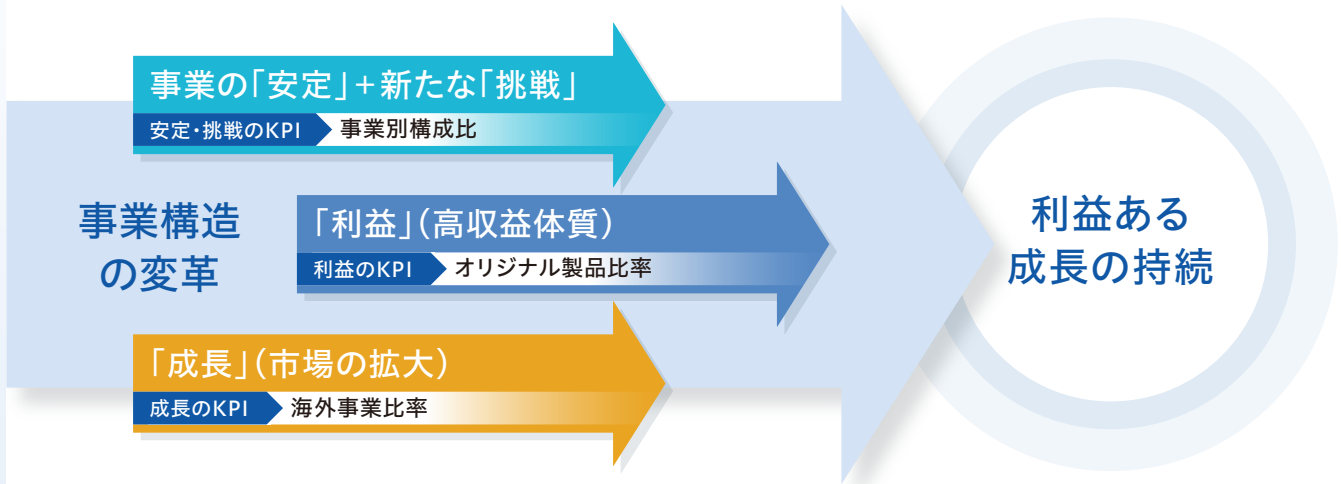 事業の「安定」+新たな「挑戦」
安定・挑戦のKPI 事業別構成比
事業構造
の変革
「利益」(高収益体質)
利益のKPI オリジナル製品比率
「成長」(市場の拡大)
成長のKPI 海外事業比率
利益ある
成長の持続